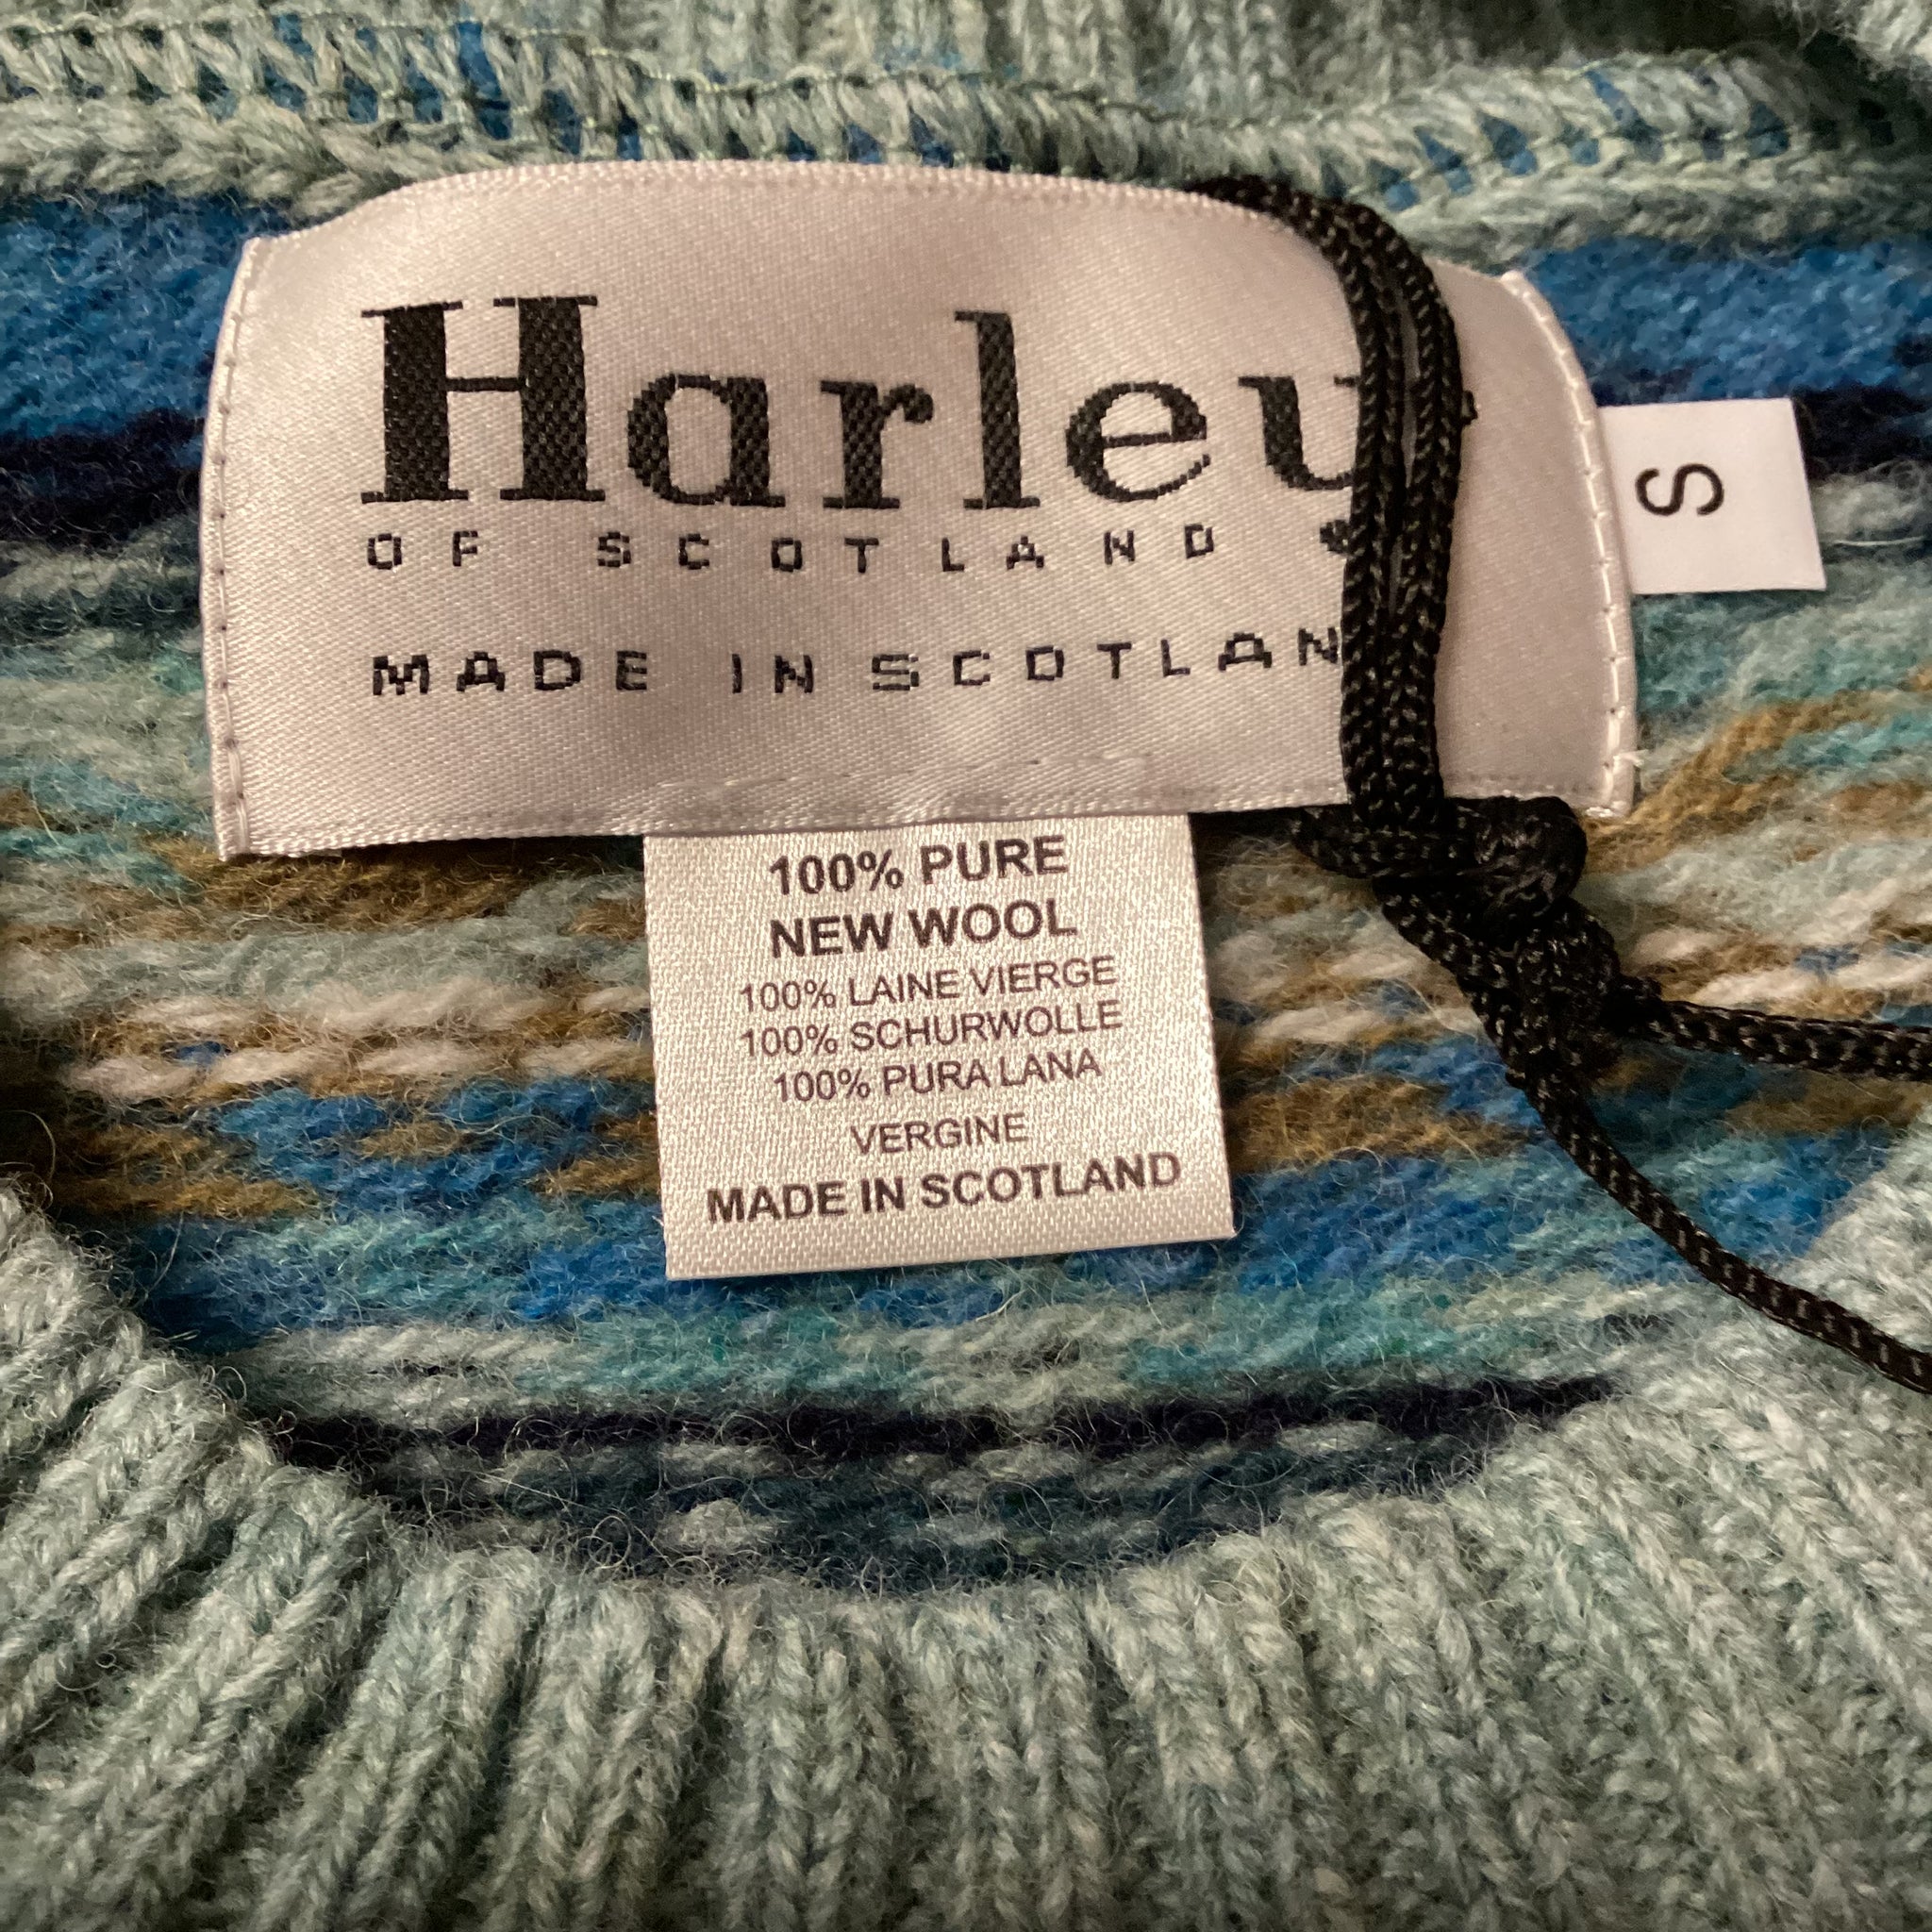 Harley
OF SCOTLAND
MADE IN SCOTLAN
S
100% PURE
NEW WOOL
100% LAINE VIERGE
100% SCHURWOLLE
100% PURA LANA
VERGINE
MADE IN SCOTLAND